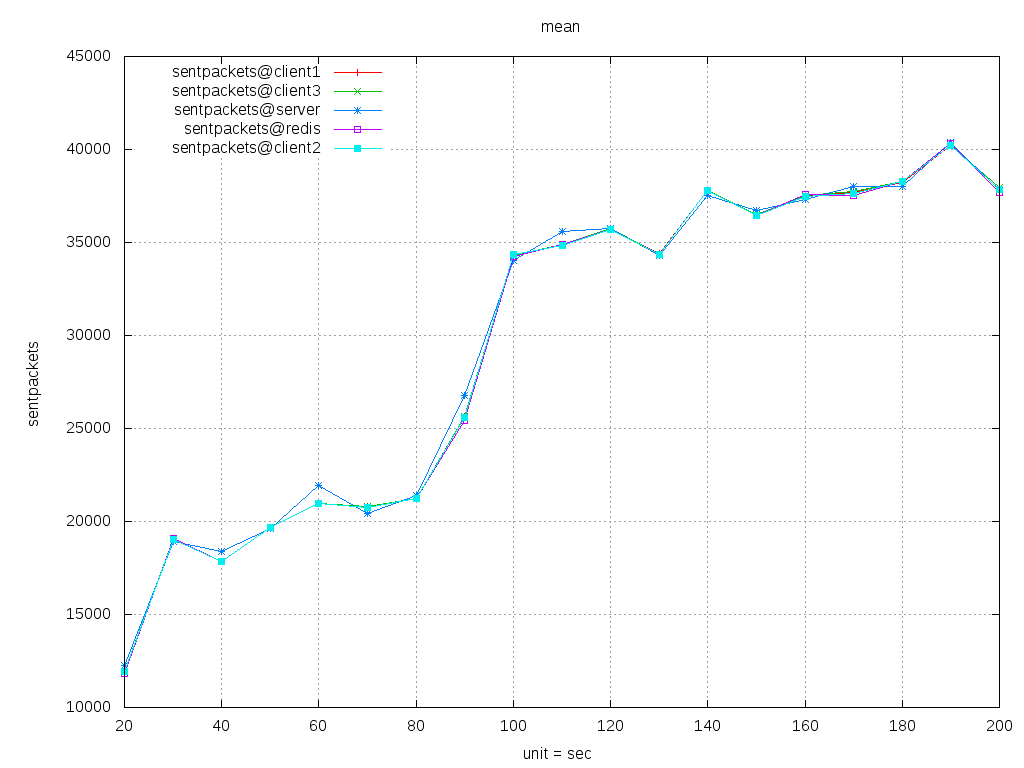 mean
45000
40000
35000
30000
25000
20000
15000
10000
sentpackets
sentpackets@client1
sentpackets@client3
sentpackets@server
sentpackets@redis
sentpackets@client2
20 40 60 80 100 120 140 160 180 200
unit = sec